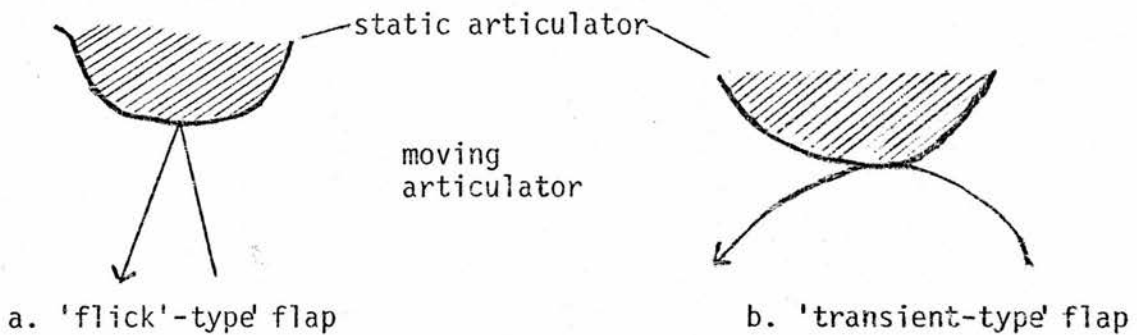 static articulator
moving
articulator
a. 'flick'-type' flap
b. 'transient-type' flap